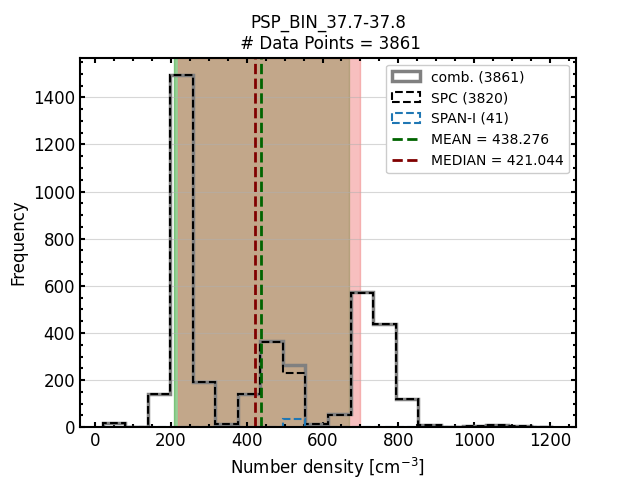 PSP_BIN_37.7-37.8
# Data Points = 3861
comb. (3861)
SPC (3820)
SPAN-I (41)
MEAN = 438.276
MEDIAN = 421.044
Frequency
1400
1200
1000
800
600
400
200
0
0 200 400 600 800 1000 1200
Number density [cm⁻³]